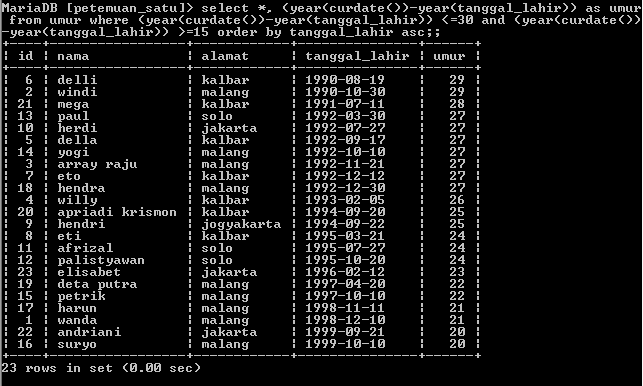 MariaDB [petemuan_satu]> select *, (year(curdate())-year(tanggal_lahir)) as umur
 from umur where (year(curdate())-year(tanggal_lahir)) <=30 and (year(curdate())
-year(tanggal_lahir)) >=15 order by tanggal_lahir asc;;
+----+------------------+------------+---------------+------+
| id | nama             | alamat     | tanggal_lahir | umur |
+----+------------------+------------+---------------+------+
|  6 | delli            | kalbar     | 1990-08-19    |   29 |
|  2 | windi            | malang     | 1990-10-30    |   29 |
| 21 | mega             | kalbar     | 1991-07-11    |   28 |
| 13 | paul             | solo       | 1992-03-30    |   27 |
| 10 | herdi            | jakarta    | 1992-07-27    |   27 |
|  5 | della            | kalbar     | 1992-09-17    |   27 |
| 14 | yogi             | malang     | 1992-10-10    |   27 |
|  3 | array raju       | malang     | 1992-11-21    |   27 |
|  7 | eto              | kalbar     | 1992-12-12    |   27 |
| 18 | hendra           | malang     | 1992-12-30    |   27 |
|  4 | willy            | kalbar     | 1993-02-05    |   26 |
| 20 | apriadi krismon  | kalbar     | 1994-09-20    |   25 |
|  9 | hendri           | jogyakarta | 1994-09-22    |   25 |
|  8 | eti              | kalbar     | 1995-03-21    |   24 |
| 11 | afrizal          | solo       | 1995-07-27    |   24 |
| 12 | palistyawan      | solo       | 1995-10-20    |   24 |
| 23 | elisabet         | jakarta    | 1996-02-12    |   23 |
| 19 | deta putra       | malang     | 1997-04-20    |   22 |
| 15 | petrik           | malang     | 1997-10-10    |   22 |
| 17 | harun            | malang     | 1998-11-11    |   21 |
|  1 | wanda            | malang     | 1998-12-10    |   21 |
| 22 | andriani         | jakarta    | 1999-09-21    |   20 |
| 16 | suryo            | malang     | 1999-10-10    |   20 |
+----+------------------+------------+---------------+------+
23 rows in set (0.00 sec)